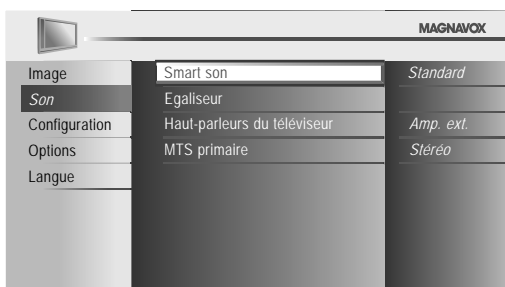 MAGNAVOX
Image
Smart son
Standard
Son
Egaliseur
Configuration
Haut-parleurs du téléviseur
Amp. ext.
Options
MTS primaire
Stéréo
Langue